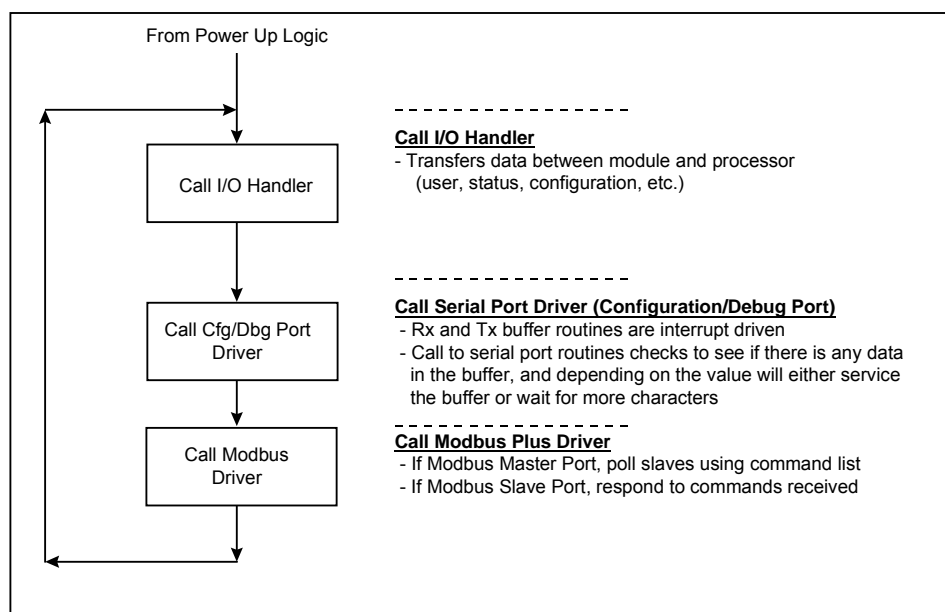 From Power Up Logic
Call I/O Handler
Call Cfg/Dbg Port
Driver
Call Modbus
Driver
Call I/O Handler
- Transfers data between module and processor
(user, status, configuration, etc.)
Call Serial Port Driver (Configuration/Debug Port)
- Rx and Tx buffer routines are interrupt driven
- Call to serial port routines checks to see if there is any data
in the buffer, and depending on the value will either service
the buffer or wait for more characters
Call Modbus Plus Driver
- If Modbus Master Port, poll slaves using command list
- If Modbus Slave Port, respond to commands received